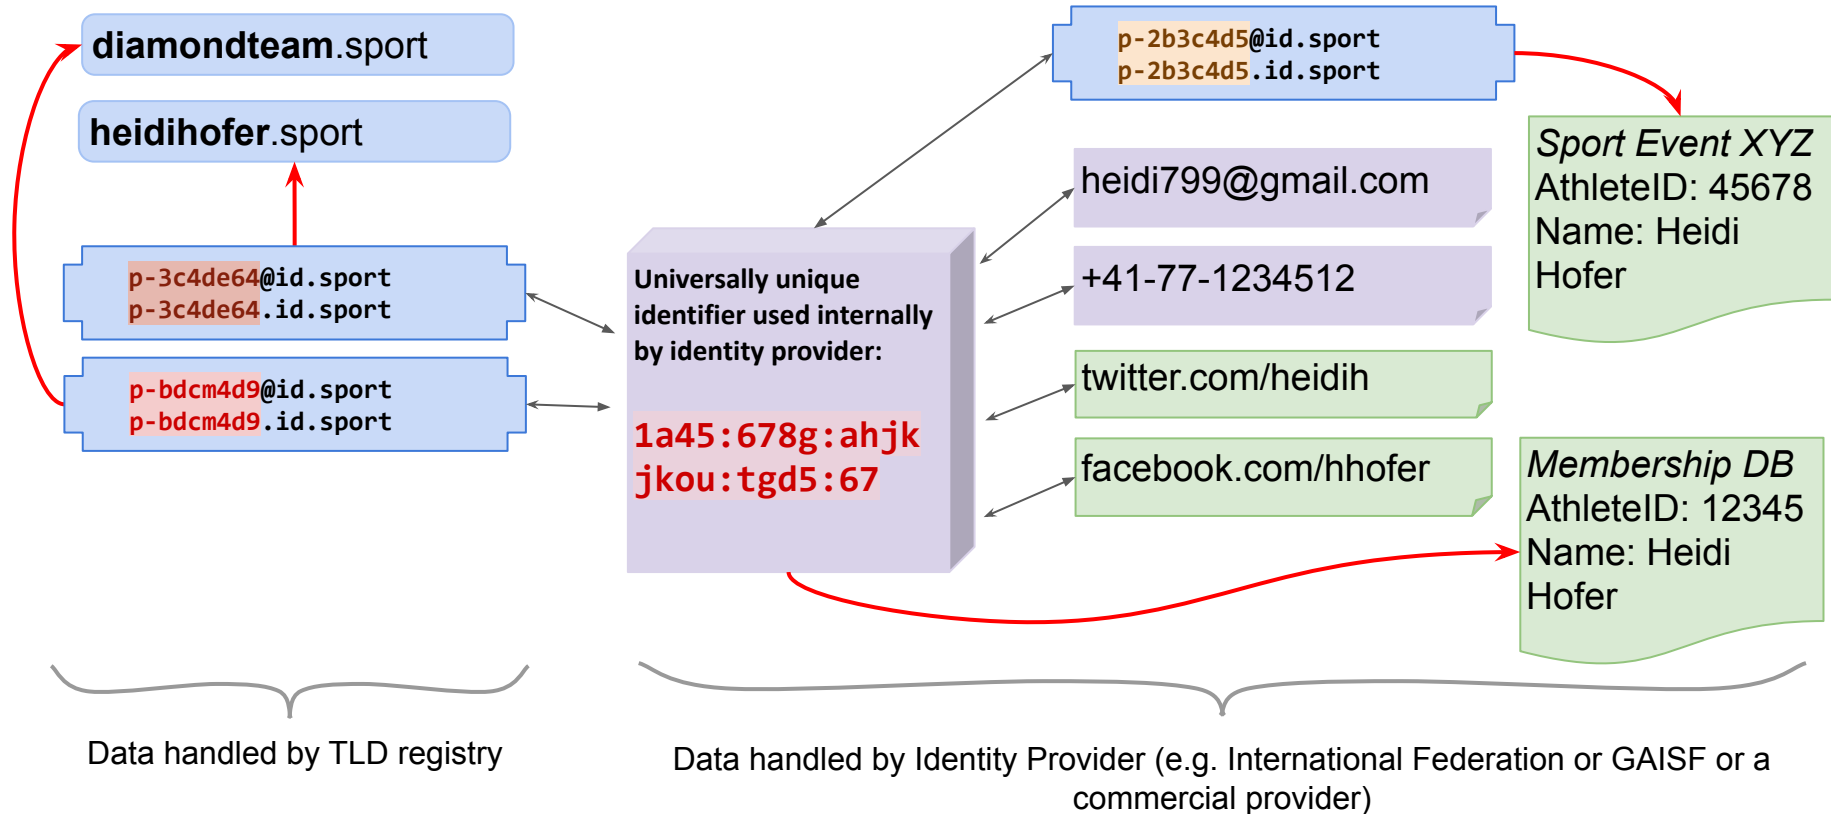 diamondteam.sport
heidihofer.sport
p-3c4de64@id.sport
p-3c4de64.id.sport
p-bdcm4d9@id.sport
p-bdcm4d9.id.sport
Universally unique
identifier used internally
by identity provider:
1a45:678g:ahjk
jkou:tgd5:67
p-2b3c4d5@id.sport
p-2b3c4d5.id.sport
heidi799@gmail.com
+41-77-1234512
twitter.com/heidih
facebook.com/hhofer
Sport Event XYZ
AthleteID: 45678
Name: Heidi
Hofer
Membership DB
AthleteID: 12345
Name: Heidi
Hofer
Data handled by TLD registry
Data handled by Identity Provider (e.g. International Federation or GAISF or a
commercial provider)